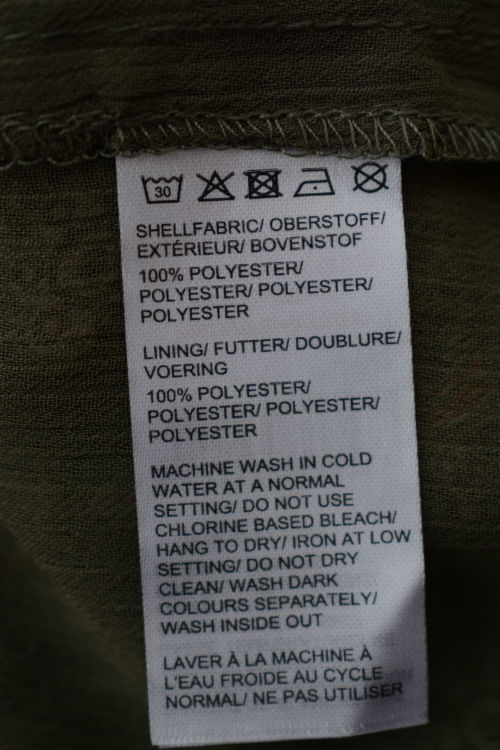 30
SHELLFABRIC/ OBERSTOFF/
EXTÉRIEUR/ BOVENSTOF
100% POLYESTER/
POLYESTER/ POLYESTER/
POLYESTER
LINING/ FUTTER/ DOUBLURE/
VOERING
100% POLYESTER/
POLYESTER/ POLYESTER/
POLYESTER
MACHINE WASH IN COLD
WATER AT A NORMAL
SETTING/ DO NOT USE
CHLORINE BASED BLEACH/
HANG TO DRY/ IRON AT LOW
SETTING/ DO NOT DRY
CLEAN/ WASH DARK
COLOURS SEPARATELY/
WASH INSIDE OUT
LAVER À LA MACHINE À
L'EAU FROIDE AU CYCLE
NORMAL/ NE PAS UTILISER